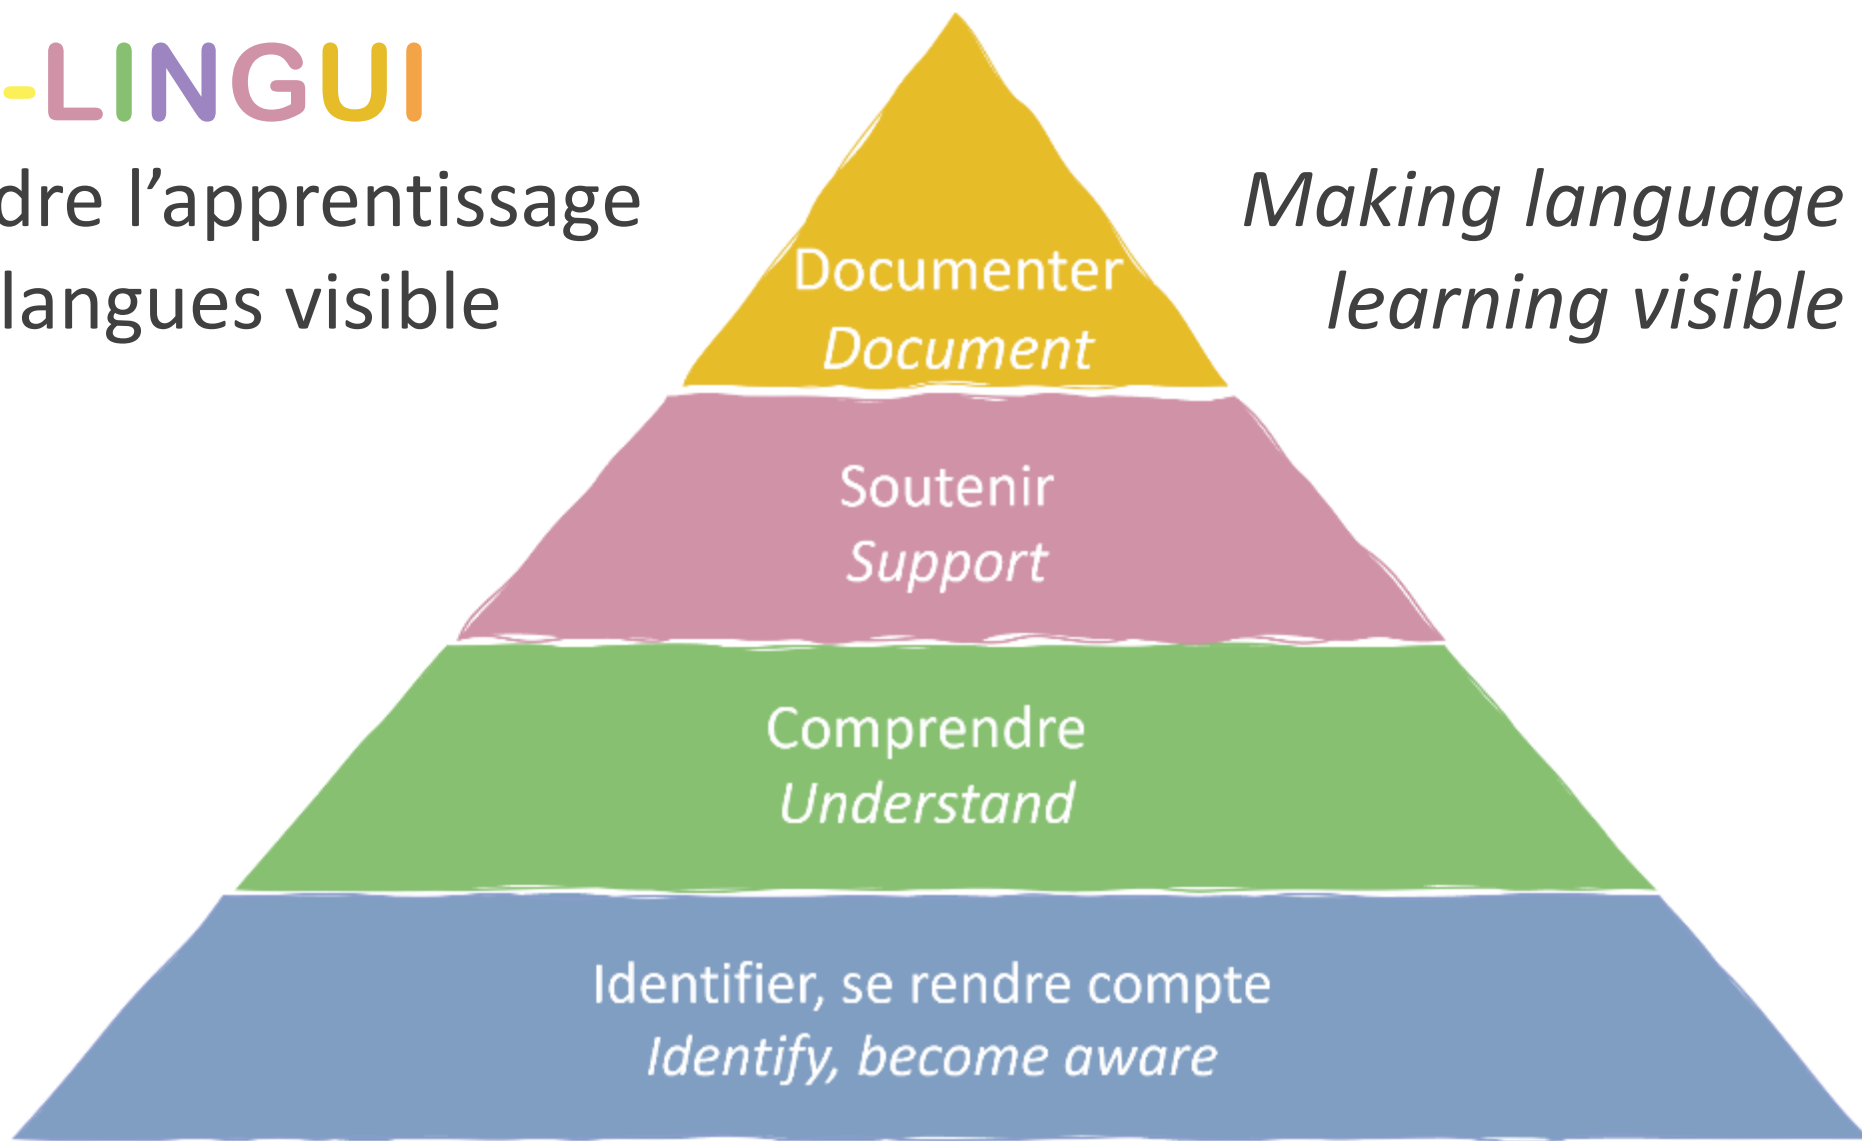 -LINGUI
dre l’apprentissage
langues visible
Making language
learning visible
Documenter
Document
Soutenir
Support
Comprendre
Understand
Identifier, se rendre compte
Identify, become aware